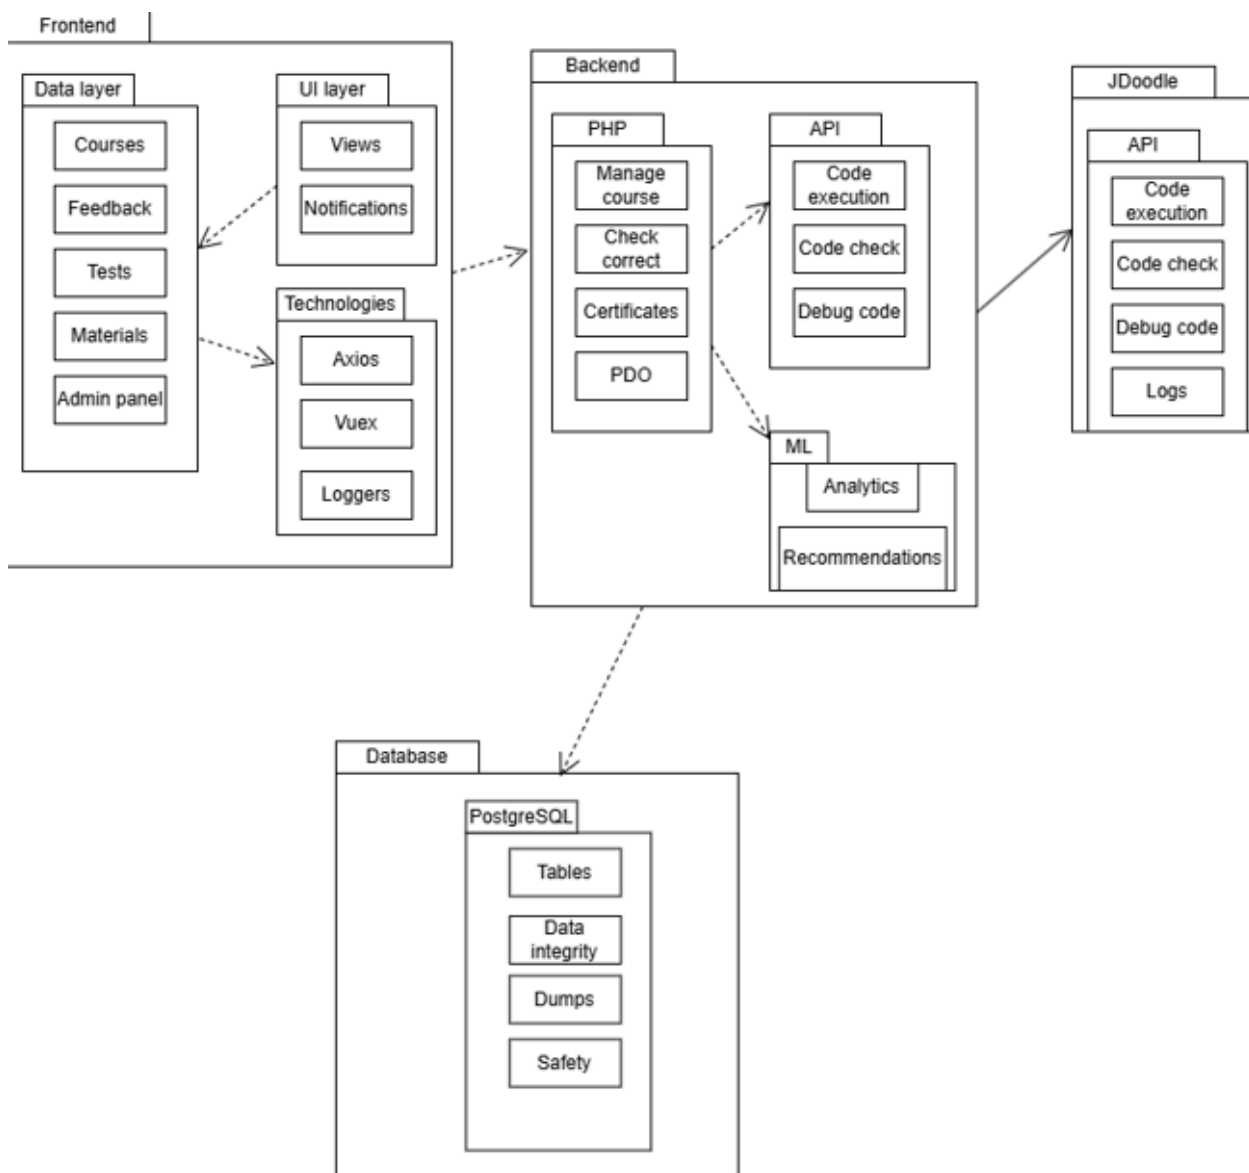 Frontend
Data layer
Courses
Feedback
Tests
Materials
Admin panel
UI layer
Views
Notifications
Technologies
Axios
Vuex
Loggers
Backend
PHP
Manage
course
Check
correct
Certificates
PDO
API
Code
execution
Code check
Debug code
ML
Analytics
Recommendations
JDoodle
API
Code
execution
Code check
Debug code
Logs
Database
PostgreSQL
Tables
Data
integrity
Dumps
Safety